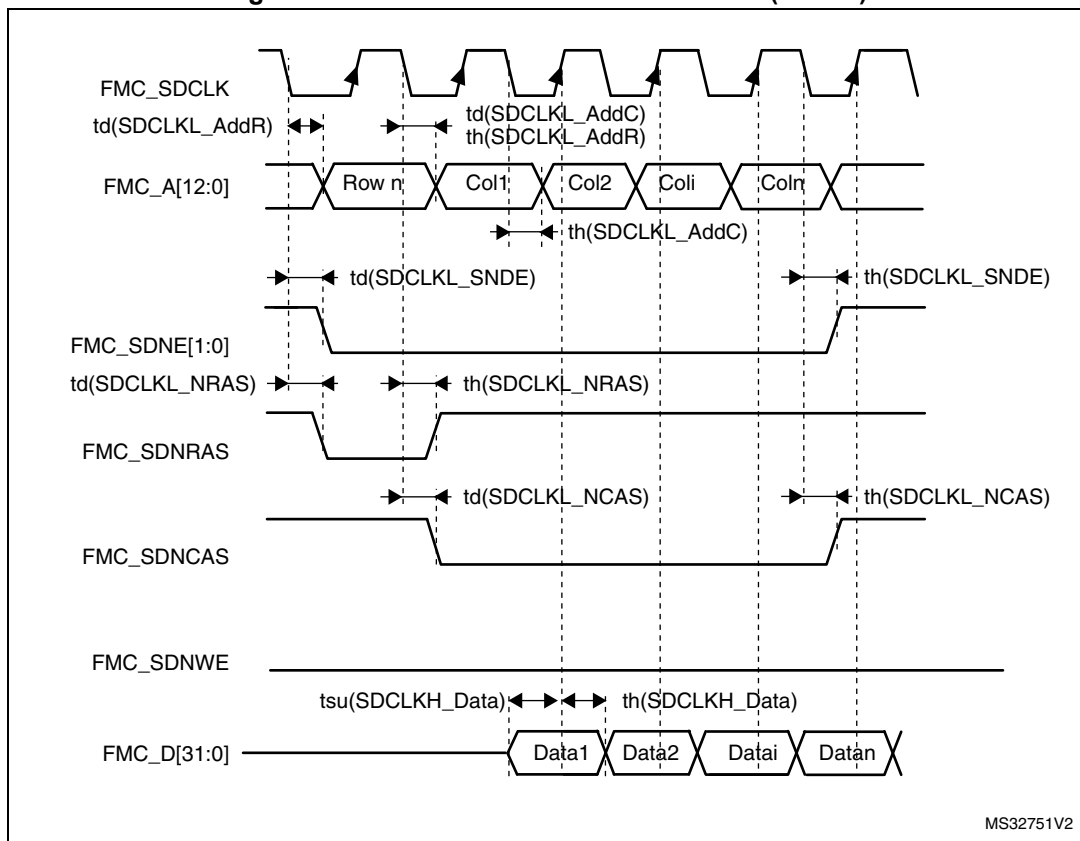 FMC_SDCLK
td(SDCLKL_AddR)
td(SDCLKL_AddC)
th(SDCLKL_AddR)
FMC_A[12:0]
Row n
Col1
Col2
Coli
Coln
th(SDCLKL_AddC)
td(SDCLKL_SNDE)
th(SDCLKL_SNDE)
FMC_SDNE[1:0]
td(SDCLKL_NRAS)
th(SDCLKL_NRAS)
FMC_SDNRAS
td(SDCLKL_NCAS)
th(SDCLKL_NCAS)
FMC_SDNCAS
FMC_SDNWE
tsu(SDCLKH_Data)
th(SDCLKH_Data)
FMC_D[31:0]
Data1
Data2
Datai
Datan
MS32751V2